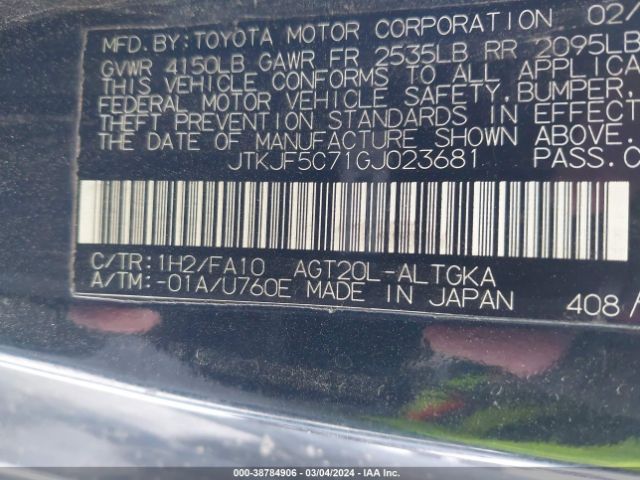 MFD.BY:TOYOTA MOTOR CORPORATION 02/
GVWR 4150LB GAWR FR 2535LB RR 2095LB
THIS VEHICLE CONFORMS TO ALL APPLICA
FEDERAL MOTOR VEHICLE SAFETY,BUMPER,
THEFT PREVENTION STANDARDS IN EFFECT
THE DATE OF MANUFACTURE SHOWN ABOVE
JTKJF5C71GJ023681 PASS.C
C/TR:1H2/FA10 AGT20L-ALTGKA
A/TM:-01A/U760E MADE IN JAPAN 408
000-38784906 — 03/04/2024 — IAAI.COM